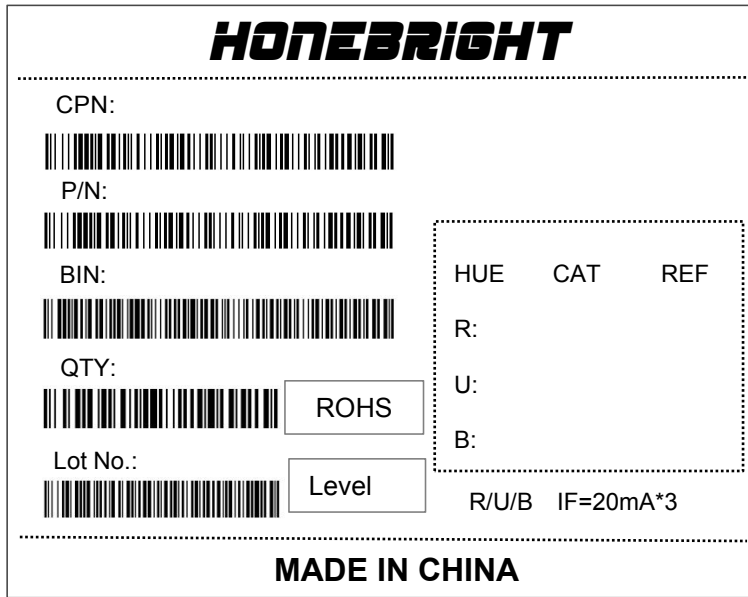 HONEBRIGHT
CPN:
P/N:
BIN:
QTY:
ROHS
Lot No.:
Level
HUE CAT REF
R:
U:
B:
R/U/B IF=20mA*3
MADE IN CHINA